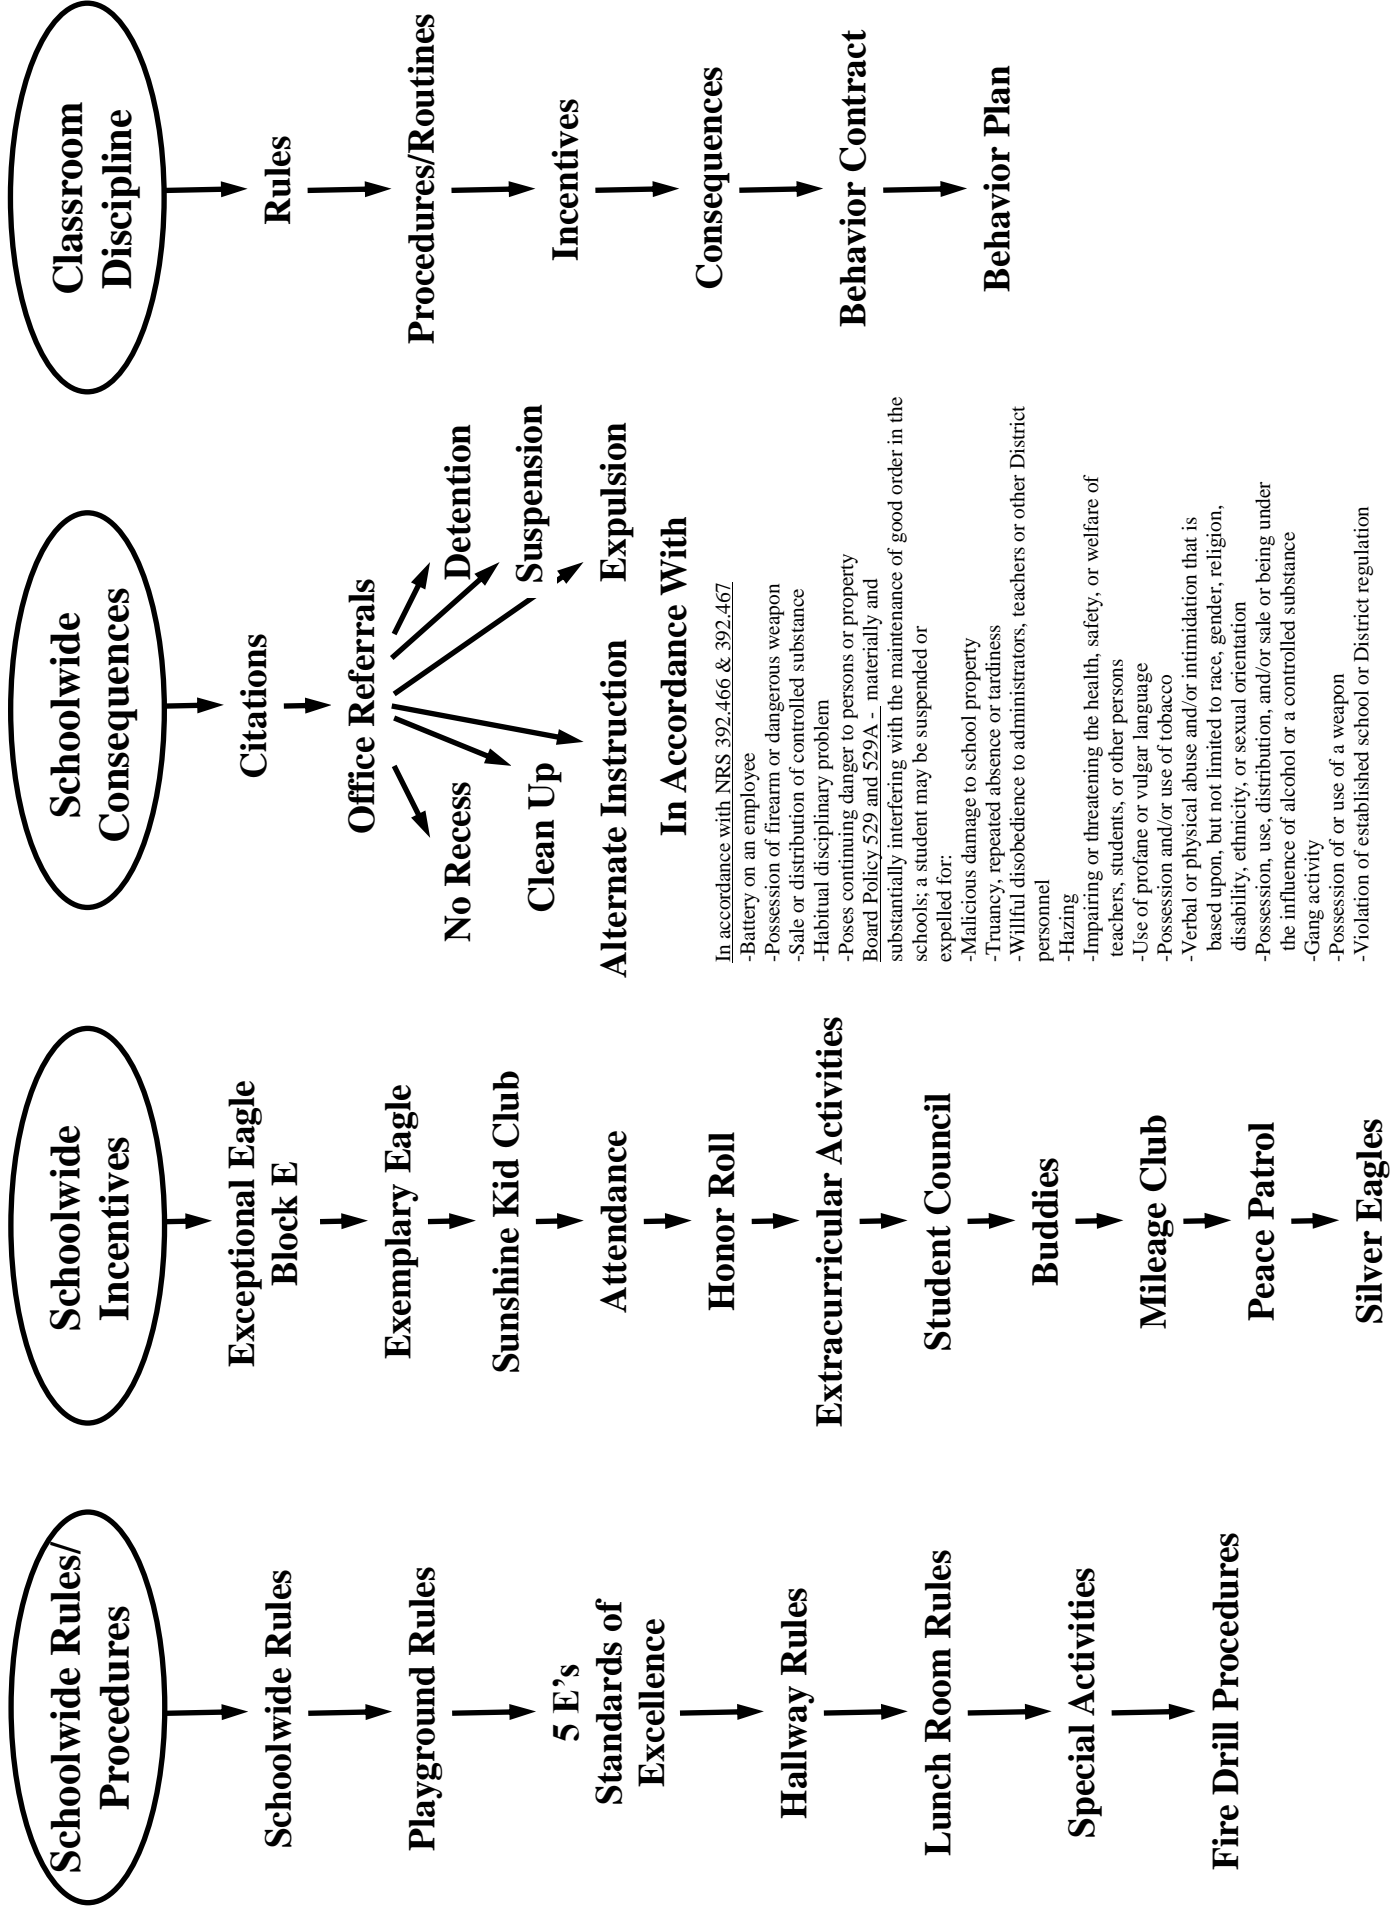 Schoolwide Rules/
Procedures
Schoolwide Rules
Playground Rules
5 E's
Standards of
Excellence
Hallway Rules
Lunch Room Rules
Special Activities
Fire Drill Procedures
Schoolwide
Incentives
Exceptional Eagle
Block E
Exemplary Eagle
Sunshine Kid Club
Attendance
Honor Roll
Extracurricular Activities
Student Council
Buddies
Mileage Club
Peace Patrol
Silver Eagles
Schoolwide
Consequences
Citations
Office Referrals
No Recess
Detention
Clean Up
Suspension
Alternate Instruction
Expulsion
In Accordance With
In accordance with NRS 392.466 & 392.467
-Battery on an employee
-Possession of firearm or dangerous weapon
-Sale or distribution of controlled substance
-Habitual disciplinary problem
-Poses continuing danger to persons or property
Board Policy 529 and 529A - materially and
substantially interfering with the maintenance of good order in the
schools; a student may be suspended or
expelled for:
-Malicious damage to school property
-Truancy, repeated absence or tardiness
-Willful disobedience to administrators, teachers or other District
personnel
-Hazing
-Impairing or threatening the health, safety, or welfare of
teachers, students, or other persons
-Use of profane or vulgar language
-Possession and/or use of tobacco
-Verbal or physical abuse and/or intimidation that is
based upon, but not limited to race, gender, religion,
disability, ethnicity, or sexual orientation
-Possession, use, distribution, and/or sale or being under
the influence of alcohol or a controlled substance
-Gang activity
-Possession of or use of a weapon
-Violation of established school or District regulation
Classroom
Discipline
Rules
Procedures/Routines
Incentives
Consequences
Behavior Contract
Behavior Plan